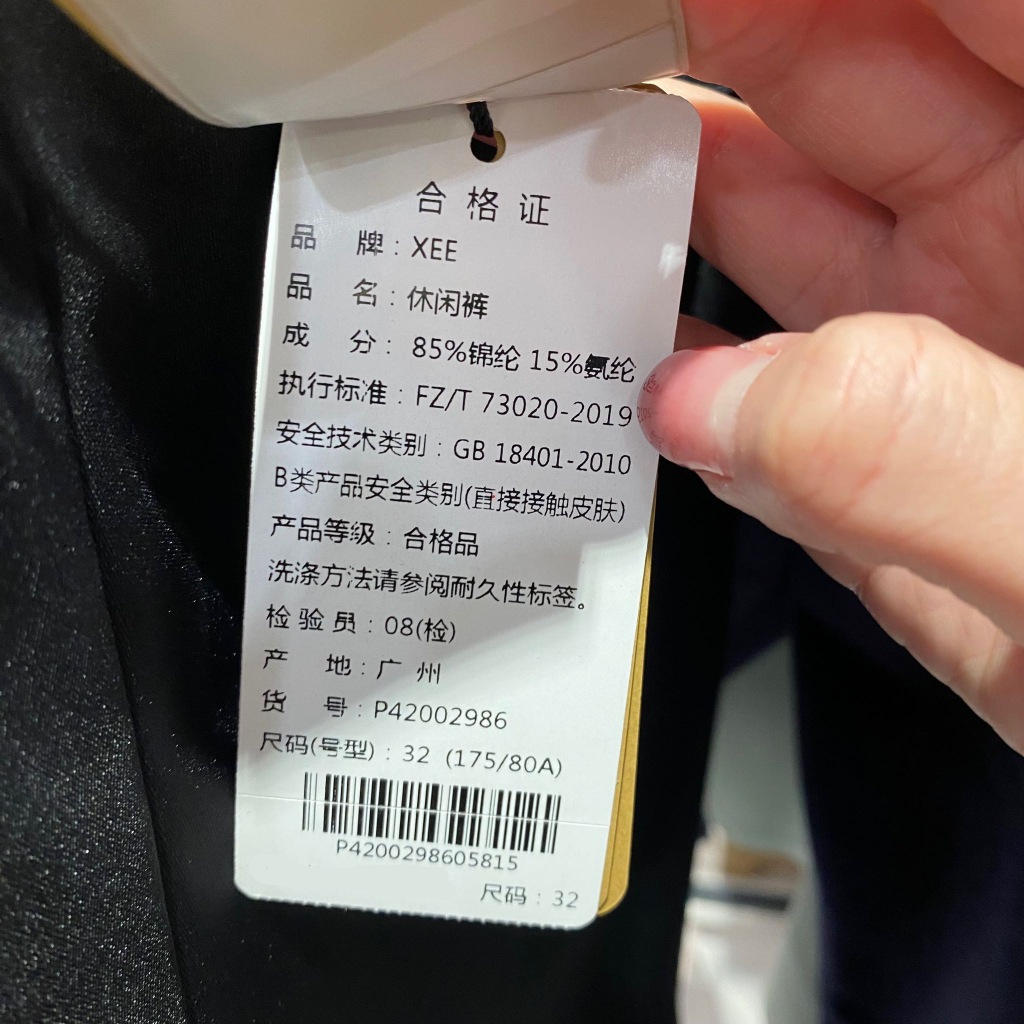 合格证
品 牌：XEE
品 名：休闲裤
成 分：85%锦纶 15%氨纶
执行标准：FZ/T 73020-2019
安全技术类别：GB 18401-2010
B类产品安全类别(直接接触皮肤)
产品等级：合格品
洗涤方法请参阅耐久性标签。
检 验 员：08(检)
产 地：广 州
货 号：P42002986
尺码(号型)：32 (175/80A)
P4200298605815
尺码：32